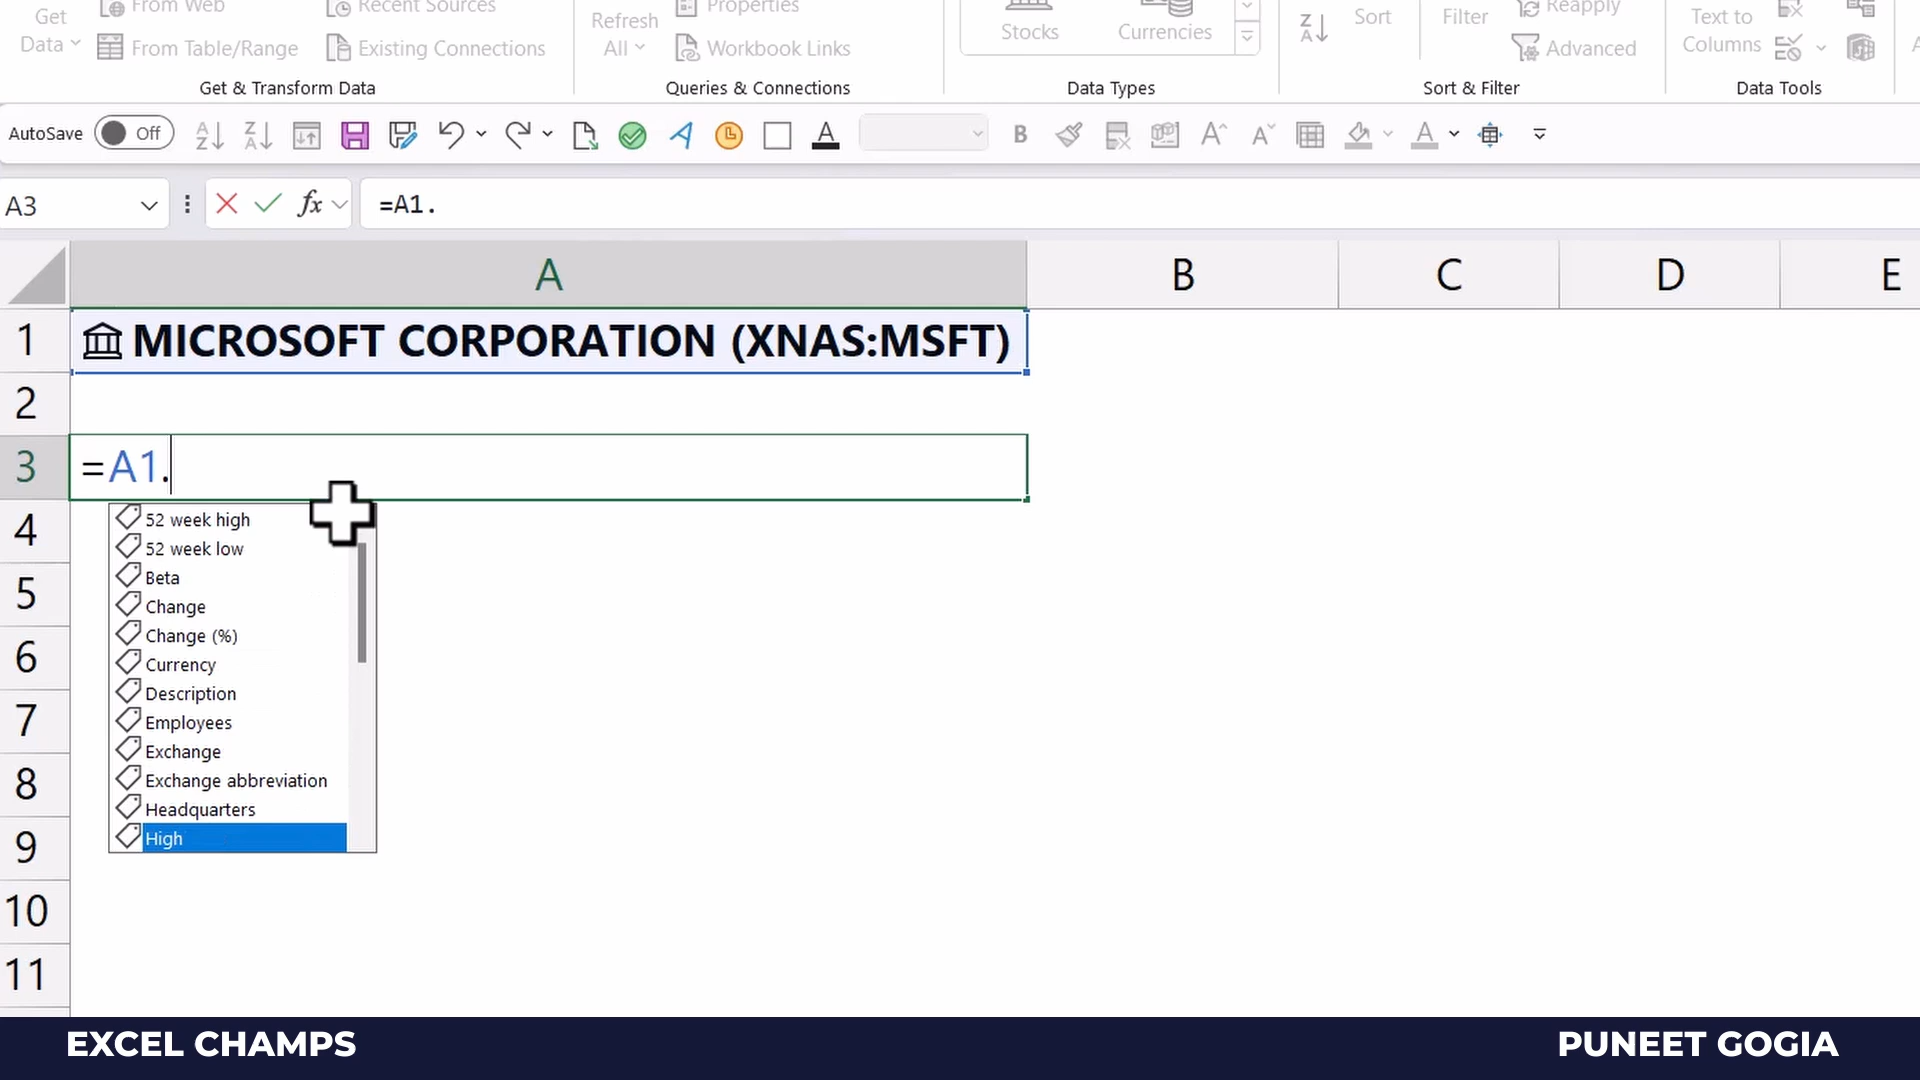 Get
Data
From Web
From Table/Range
Recent Sources
Existing Connections
Get & Transform Data
Refresh
All
Properties
Workbook Links
Queries & Connections
Stocks
Currencies
Data Types
Sort
Filter
Reapply
Advanced
Sort & Filter
Text to
Columns
Data Tools
AutoSave Off
A3
fx
=A1.
A B C D E
1 MICROSOFT CORPORATION (XNAS:MSFT)
2
3 =A1.
4
5
6
7
8
9
10
11
52 week high
52 week low
Beta
Change
Change (%)
Currency
Description
Employees
Exchange
Exchange abbreviation
Headquarters
High
EXCEL CHAMPS
PUNEET GOGIA